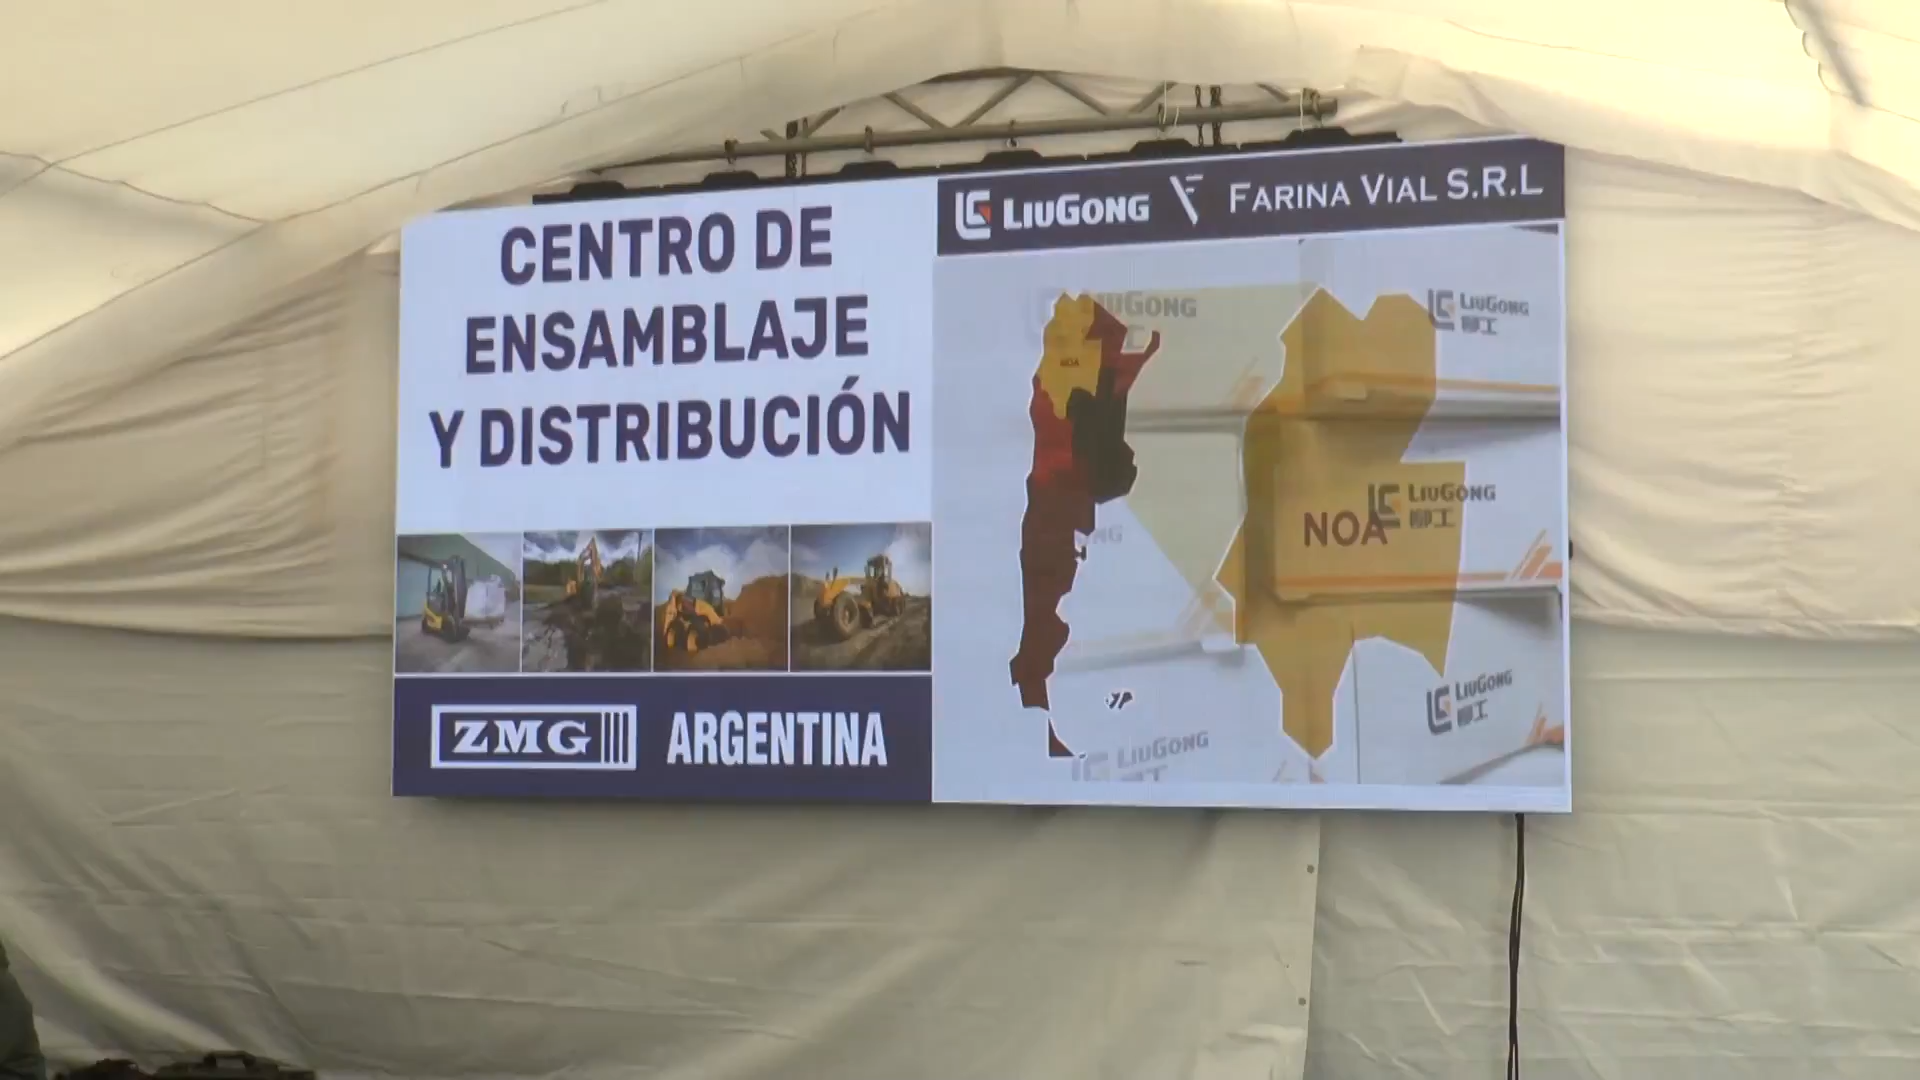 CENTRO DE
ENSAMBLAJE
Y DISTRIBUCIÓN
ZMG ARGENTINA
LIUGONG FARINA VIAL S.R.L
LIUGONG
LIUGONG
柳工
NOA
NOA
LIUGONG
柳工
LIUGONG
柳工
LIUGONG